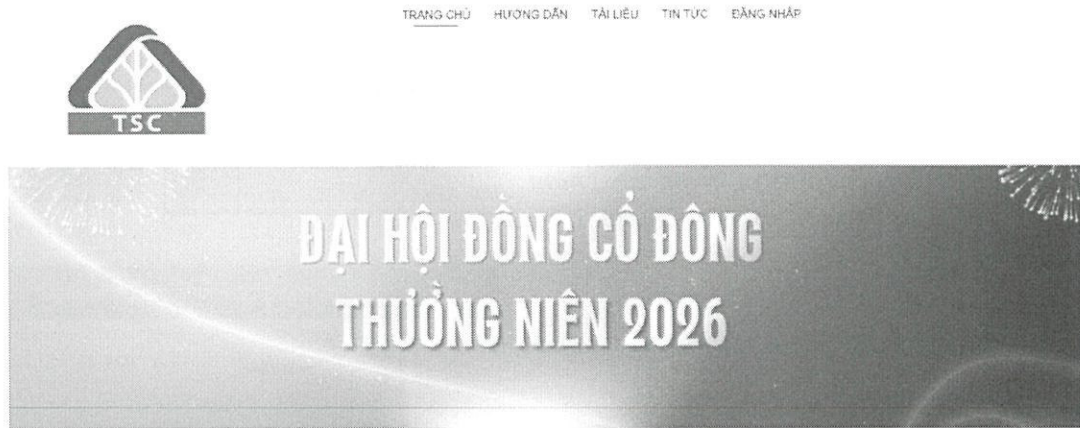 TRANG CHỦ HƯỚNG DẪN TÀI LIỆU TIN TỨC ĐĂNG NHẬP
TSC
ĐẠI HỘI ĐỒNG CỔ ĐÔNG
THƯỜNG NIÊN 2026